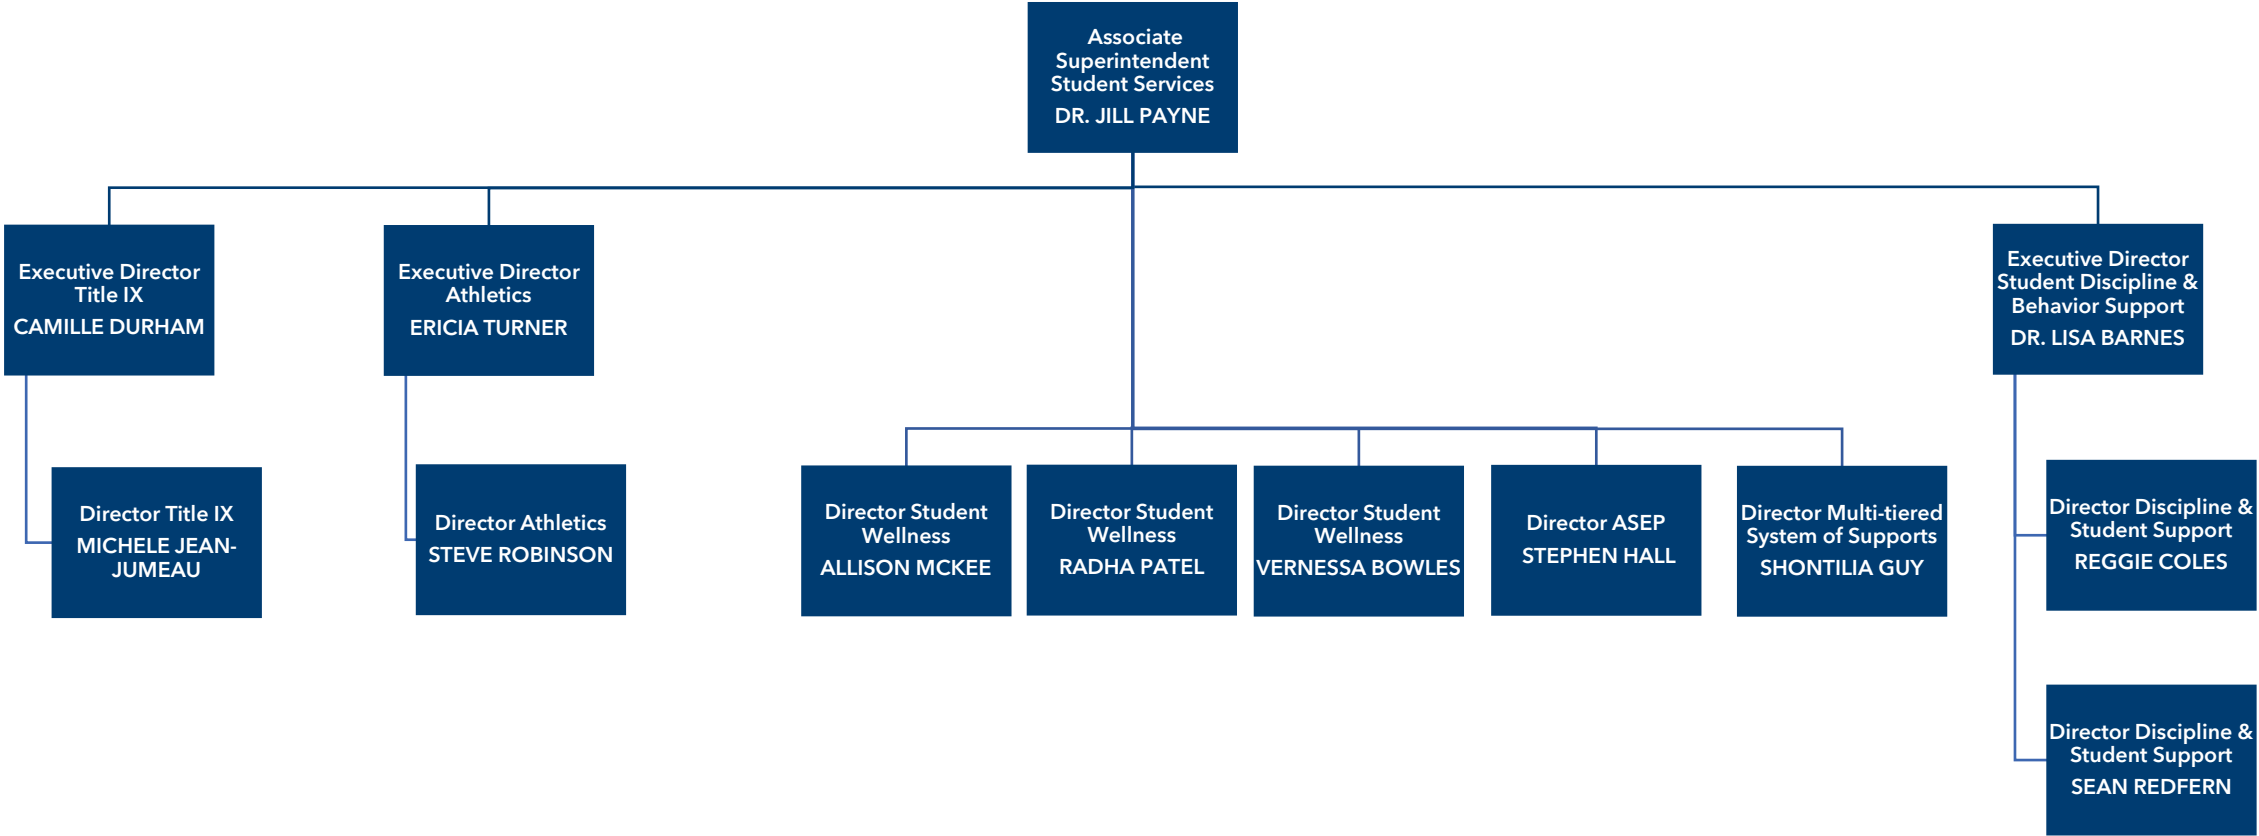 Associate
Superintendent
Student Services
DR. JILL PAYNE
Executive Director
Title IX
CAMILLE DURHAM
Executive Director
Athletics
ERICIA TURNER
Executive Director
Student Discipline &
Behavior Support
DR. LISA BARNES
Director Title IX
MICHELE JEAN-
JUMEAU
Director Athletics
STEVE ROBINSON
Director Student
Wellness
ALLISON MCKEE
Director Student
Wellness
RADHA PATEL
Director Student
Wellness
VERNESSA BOWLES
Director ASEP
STEPHEN HALL
Director Multi-tiered
System of Supports
SHONTILIA GUY
Director Discipline &
Student Support
REGGIE COLES
Director Discipline &
Student Support
SEAN REDFERN